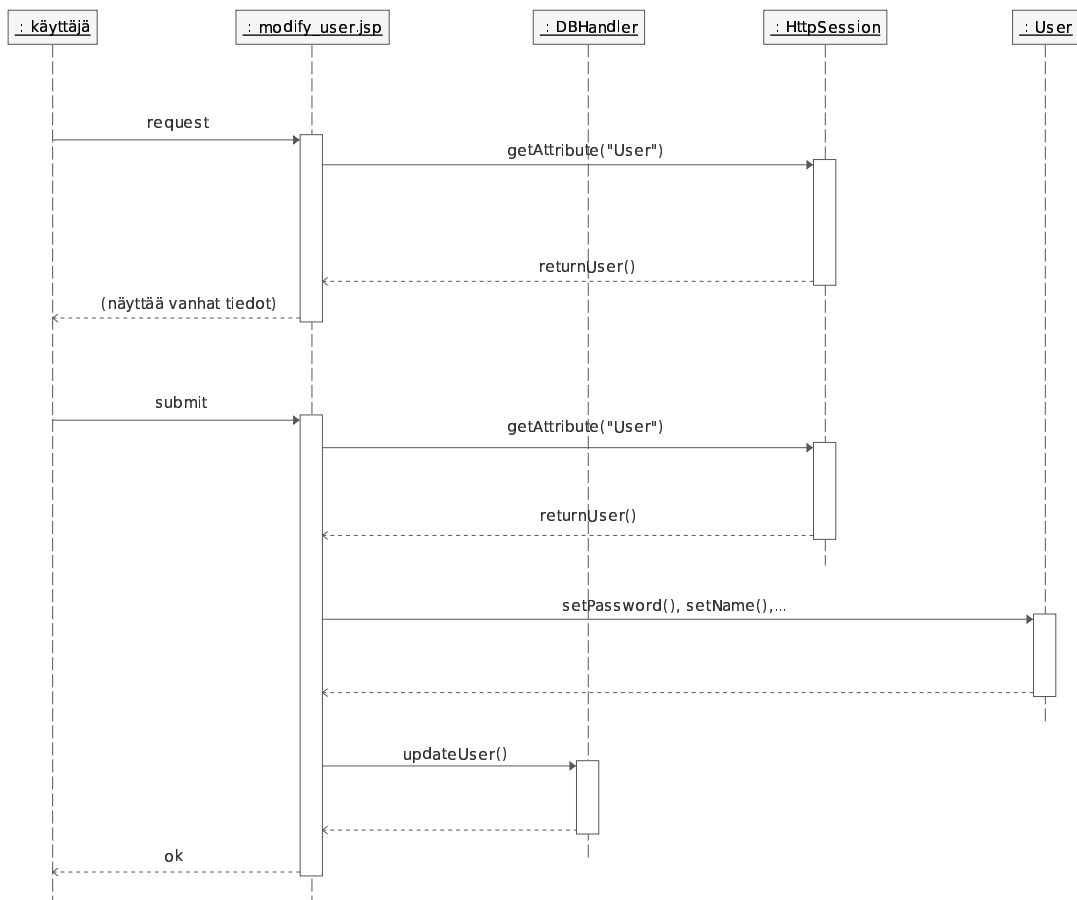 : käyttäjä
: modify_user.jsp
: DBHandler
: HttpSession
: User
request
getAttribute("User")
returnUser()
(näyttää vanhat tiedot)
submit
getAttribute("User")
returnUser()
setPassword(), setName(),...
updateUser()
ok